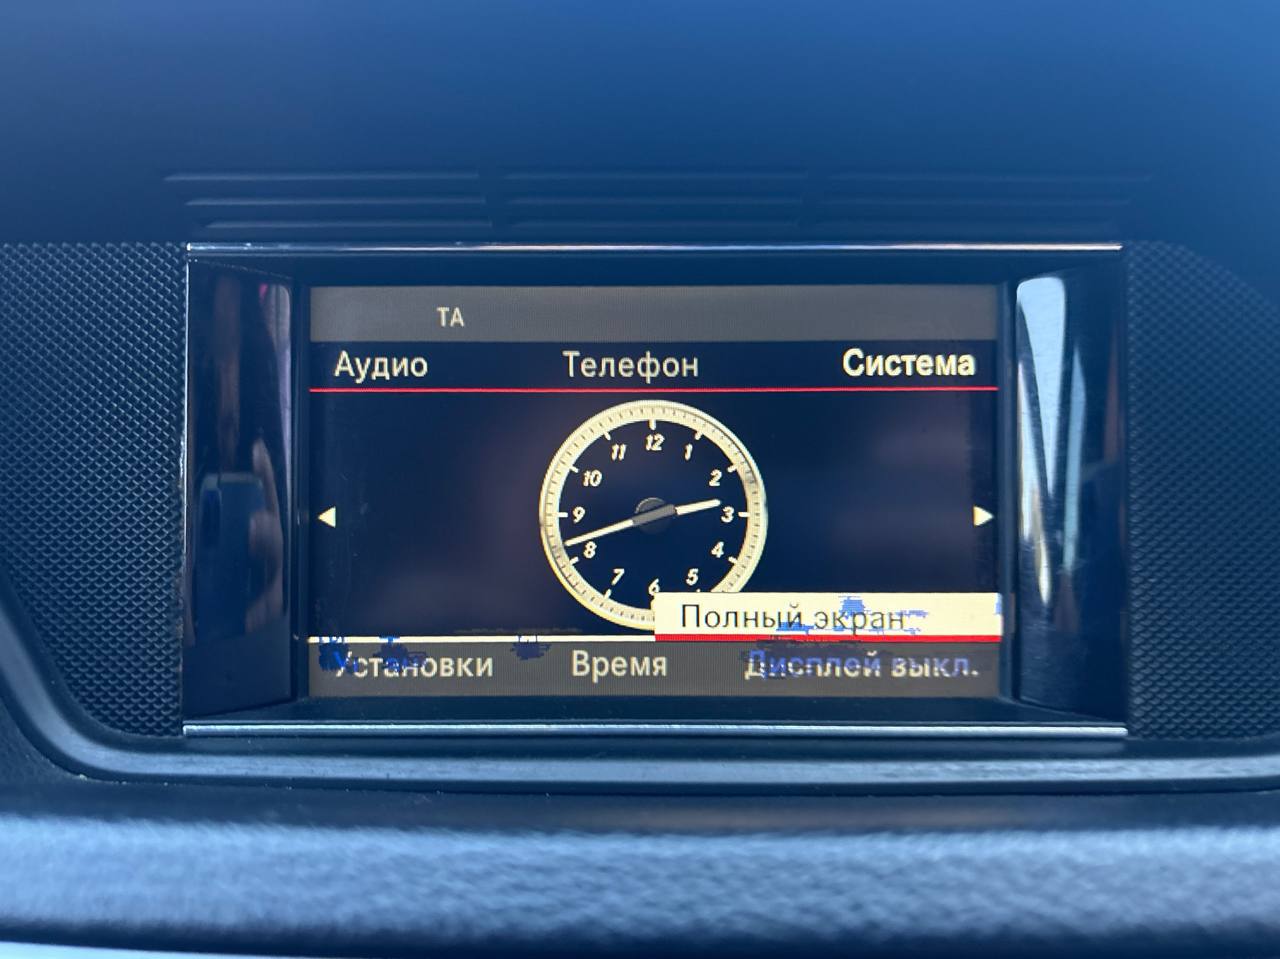 TA
Аудио Телефон Система
12
11 1
10 2
9 3
8 4
7 5
6
Полный экран
Установки Время Дисплей выкл.